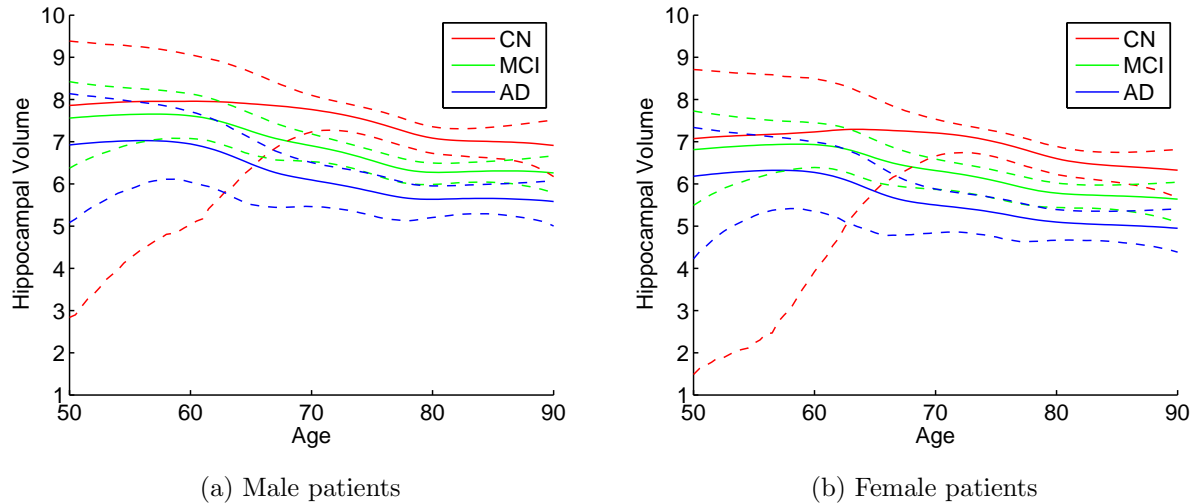 10
9
8
7
6
5
4
3
2
1
Hippocampal Volume
50 60 70 80 90
Age
CN
MCI
AD
(a) Male patients
10
9
8
7
6
5
4
3
2
1
Hippocampal Volume
50 60 70 80 90
Age
CN
MCI
AD
(b) Female patients